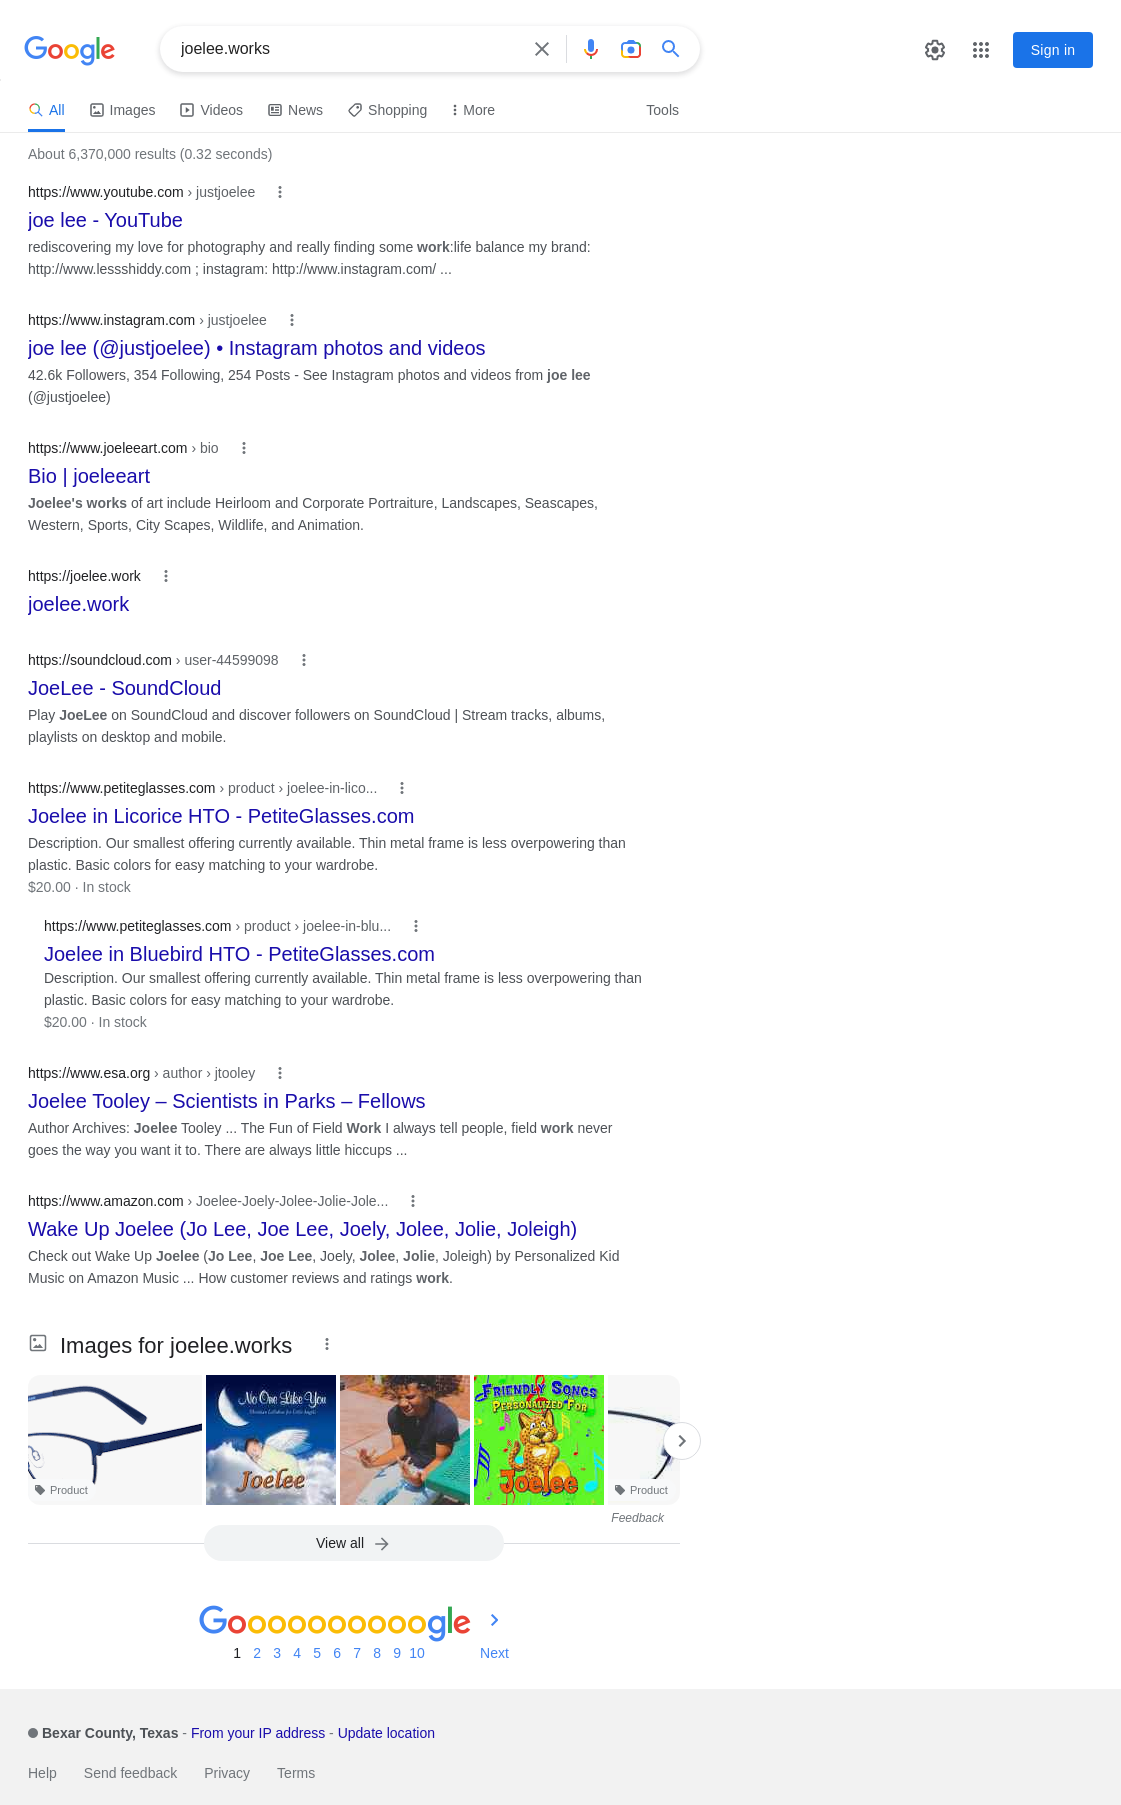 Google
joelee.works
Sign in
All
Images
Videos
News
Shopping
More
Tools
About 6,370,000 results (0.32 seconds)
https://www.youtube.com › justjoelee
joe lee - YouTube
rediscovering my love for photography and really finding some work:life balance my brand:
http://www.lessshiddy.com ; instagram: http://www.instagram.com/ ...
https://www.instagram.com › justjoelee
joe lee (@justjoelee) • Instagram photos and videos
42.6k Followers, 354 Following, 254 Posts - See Instagram photos and videos from joe lee
(@justjoelee)
https://www.joeleeart.com › bio
Bio | joeleeart
Joelee's works of art include Heirloom and Corporate Portraiture, Landscapes, Seascapes,
Western, Sports, City Scapes, Wildlife, and Animation.
https://joelee.work
joelee.work
https://soundcloud.com › user-44599098
JoeLee - SoundCloud
Play JoeLee on SoundCloud and discover followers on SoundCloud | Stream tracks, albums,
playlists on desktop and mobile.
https://www.petiteglasses.com › product › joelee-in-lico...
Joelee in Licorice HTO - PetiteGlasses.com
Description. Our smallest offering currently available. Thin metal frame is less overpowering than
plastic. Basic colors for easy matching to your wardrobe.
$20.00 · In stock
https://www.petiteglasses.com › product › joelee-in-blu...
Joelee in Bluebird HTO - PetiteGlasses.com
Description. Our smallest offering currently available. Thin metal frame is less overpowering than
plastic. Basic colors for easy matching to your wardrobe.
$20.00 · In stock
https://www.esa.org › author › jtooley
Joelee Tooley – Scientists in Parks – Fellows
Author Archives: Joelee Tooley ... The Fun of Field Work I always tell people, field work never
goes the way you want it to. There are always little hiccups ...
https://www.amazon.com › Joelee-Joely-Jolee-Jolie-Jole...
Wake Up Joelee (Jo Lee, Joe Lee, Joely, Jolee, Jolie, Joleigh)
Check out Wake Up Joelee (Jo Lee, Joe Lee, Joely, Jolee, Jolie, Joleigh) by Personalized Kid
Music on Amazon Music ... How customer reviews and ratings work.
Images for joelee.works
No One Like You
Christian Lullabies for Little Angels
Joelee
FRIENDLY SONGS
PERSONALIZED FOR
Joelee
Product
Product
Feedback
View all
Goooooooooogle
1 2 3 4 5 6 7 8 9 10 Next
Bexar County, Texas - From your IP address - Update location
Help Send feedback Privacy Terms